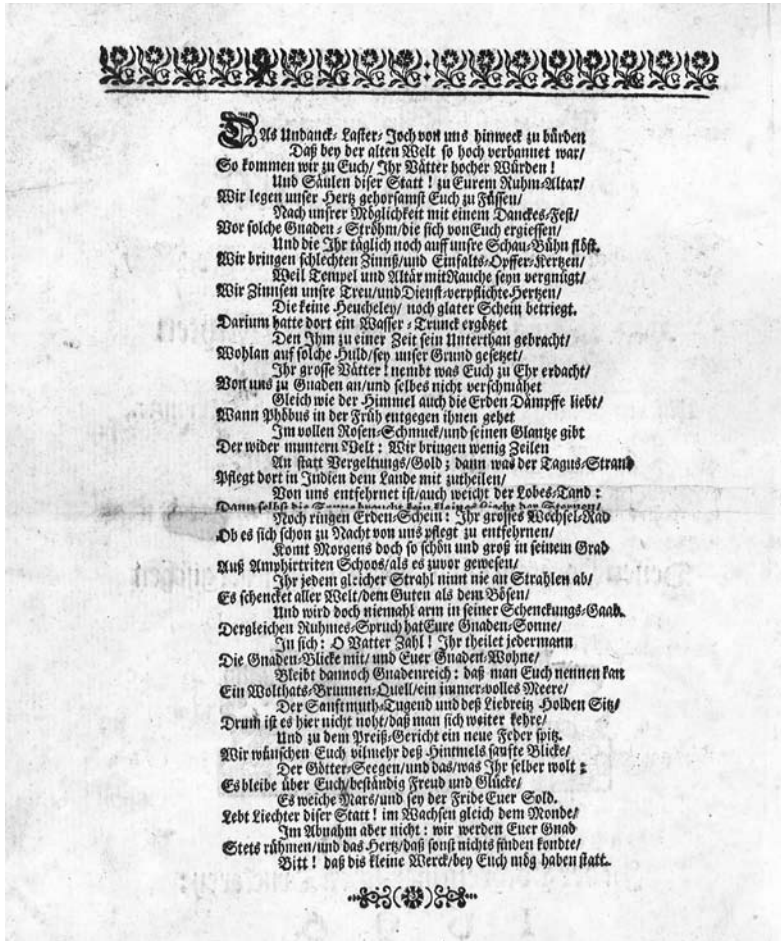 DAs Undanck- Laster- Joch von uns hinweck zu bürden
Daß bey der alten Welt so hoch verbannet war/
So kommen wir zu Euch/ Ihr Vätter hocher Würden !
Und Säulen diser Statt ! zu Eurem Ruhm-Altar/
Wir legen unser Hertz gehorsamst Euch zu Füssen/
Nach unsrer Möglichkeit mit einem Danckes-Fest/
Vor solche Gnaden - Ströhm/die sich von Euch ergiessen/
Und die Ihr täglich noch auff unsre Schau-Bühn flöst.
Wir bringen schlechten Zinnß/und Einfalts-Opffer-Kertzen/
Weil Tempel und Altär mit Rauche seyn vergnügt/
Wir Zinnsen unsre Treu/und Dienst-verpflichte-Hertzen/
Die keine Heucheley/ noch glater Schein betriegt.
Darium hatte dort ein Wasser - Trunck ergötzet
Den Ihm zu einer Zeit sein Unterthan gebracht/
Wohlan auf solche Huld/sey unser Grund gesetzet/
Ihr grosse Vätter ! nembt was Euch zu Ehr erdacht/
Von uns zu Gnaden an/und selbes nicht verschmähet
Gleich wie der Himmel auch die Erden Dämpffe liebt/
Wann Phöbus in der Früh entgegen ihnen gehet
Im vollen Rosen-Schmuck/und seinen Glantze gibt
Der wider muntern Welt : Wir bringen wenig Zeilen
An statt Vergeltungs/Gold ; dann was der Tagus-Strand
Pflegt dort in Indien dem Lande mit zutheilen/
Von uns entfehrnet ist/auch weicht der Lobes-Tand :
Dann selbst die Sonne braucht kein kleines Liecht der Sternen/
Noch ringen Erden-Schein : Ihr grosses Wechsel-Rad
Ob es sich schon zu Nacht von uns pflegt zu entfehrnen/
Komt Morgens doch so schön und groß in seinem Grad
Auß Amphirtriten Schoos/als es zuvor gewesen/
Ihr jedem gleicher Strahl nimt nie an Strahlen ab/
Es schencket aller Welt/dem Guten als dem Bösen/
Und wird doch niemahl arm in seiner Schenckungs-Gaab.
Dergleichen Ruhmes-Spruch hat Eure Gnaden-Sonne/
In sich : O Vatter Zahl ! Ihr theilet jedermann
Die Gnaden-Blicke mit/ und Euer Gnaden-Wohne/
Bleibt dannoch Gnadenreich : daß man Euch nennen kan
Ein Wolthats-Brunnen-Quell/ein immer-volles Meere/
Der Sanftmuth-Tugend und deß Liebreitz-Holden Sitz/
Drum ist es hier nicht noht/daß man sich weiter kehre/
Und zu dem Preiß-Gericht ein neue Feder spitz.
Wir wünschen Euch vilmehr deß Himmels saufte Blicke/
Der Götter-Seegen/und das/was Ihr selber wolt ;
Es bleibe über Euch/beständig Freud und Glücke/
Es weiche Mars/und sey der Fride Euer Sold.
Lebt Liechter diser Statt ! im Wachsen gleich dem Monde/
Im Abnahm aber nicht : wir werden Euer Gnad
Stets rühmen/und das Hertz/daß sonst nichts finden kondte/
Bitt ! daß dis kleine Werck/bey Euch mög haben statt.